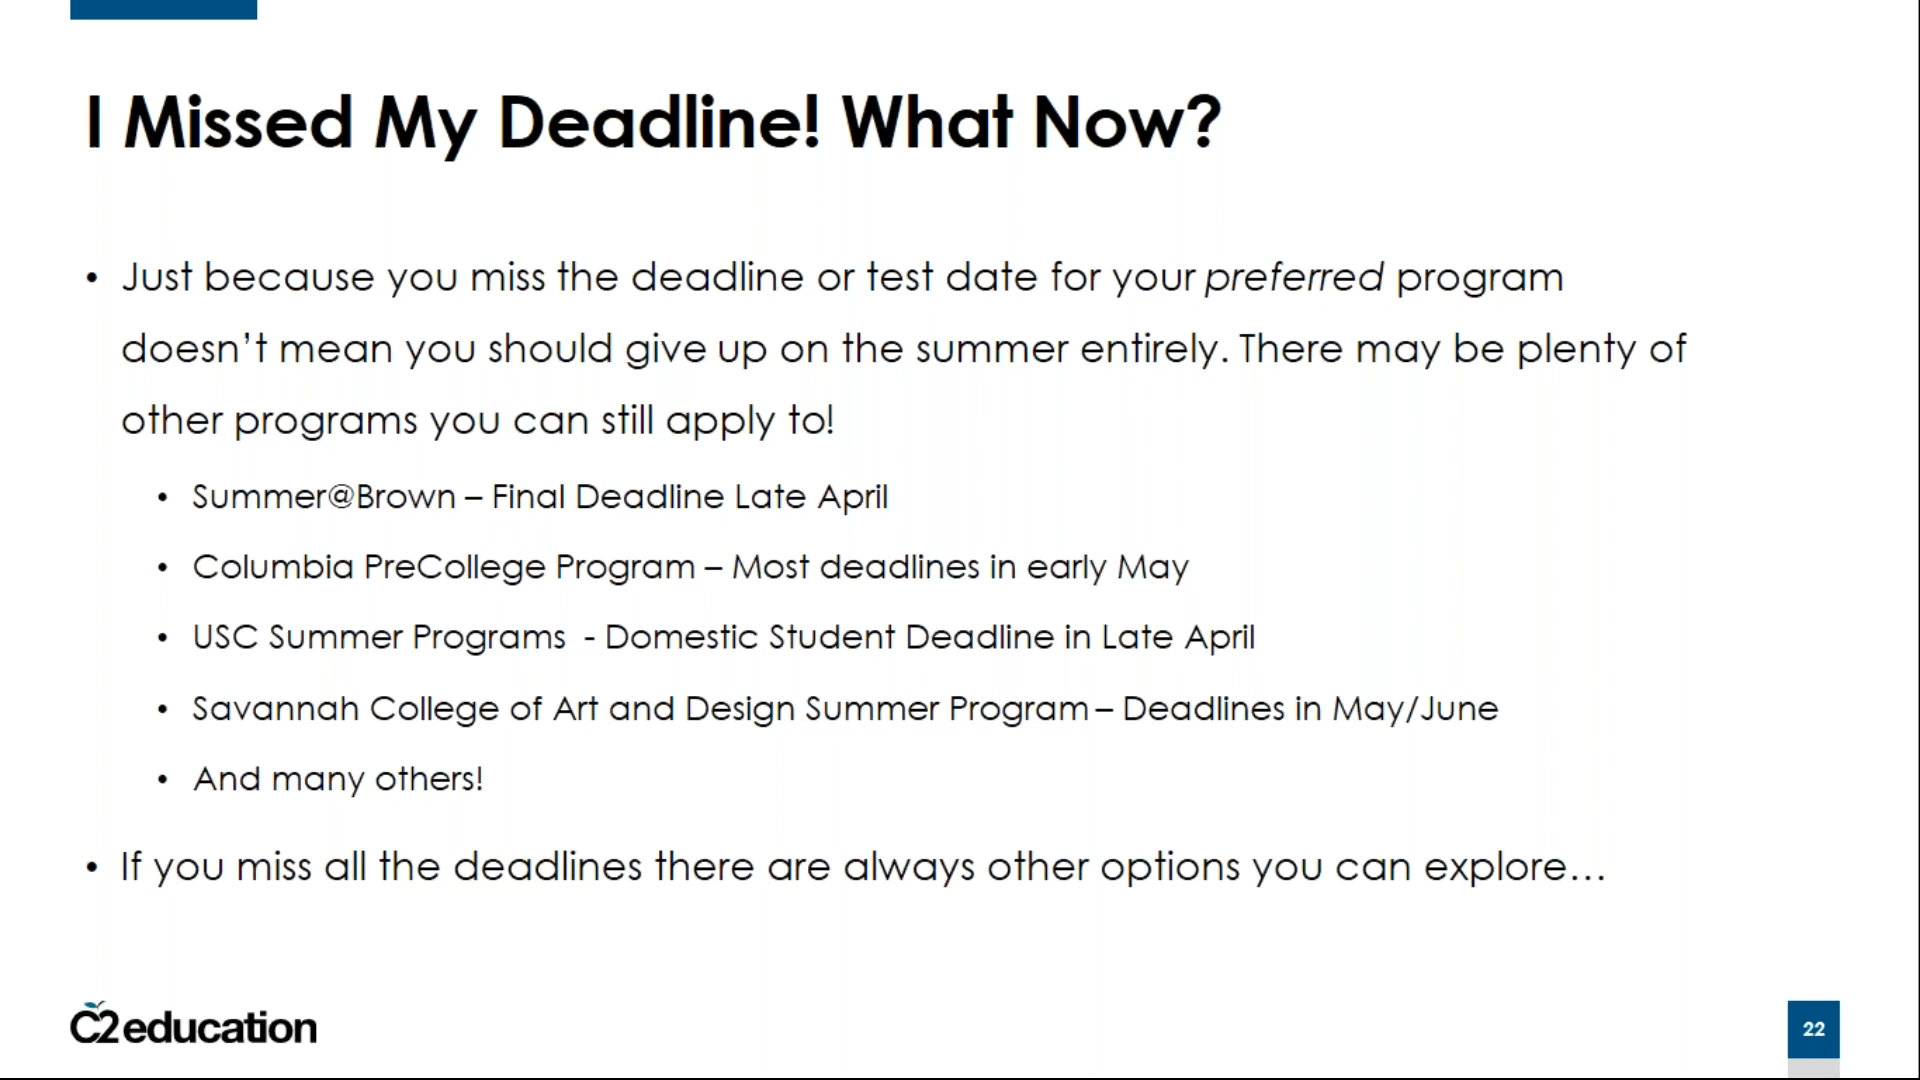 I Missed My Deadline! What Now?
• Just because you miss the deadline or test date for your preferred program
doesn’t mean you should give up on the summer entirely. There may be plenty of
other programs you can still apply to!
• Summer@Brown – Final Deadline Late April
• Columbia PreCollege Program – Most deadlines in early May
• USC Summer Programs  - Domestic Student Deadline in Late April
• Savannah College of Art and Design Summer Program – Deadlines in May/June
• And many others!
• If you miss all the deadlines there are always other options you can explore…
C2education
22